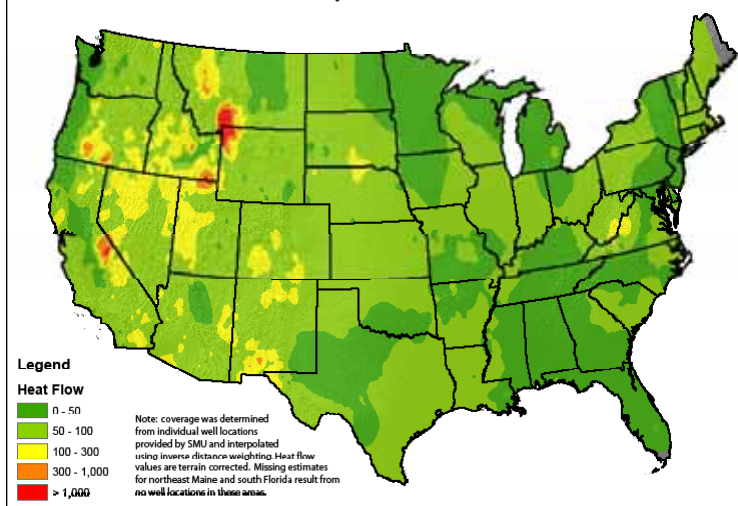 Legend
Heat Flow
0 - 50
50 - 100
100 - 300
300 - 1,000
> 1,000
Note: coverage was determined
from individual well locations
provided by SMU and interpolated
using inverse distance weighting. Heat flow
values are terrain corrected. Missing estimates
for northeast Maine and south Florida result from
no well locations in these areas.